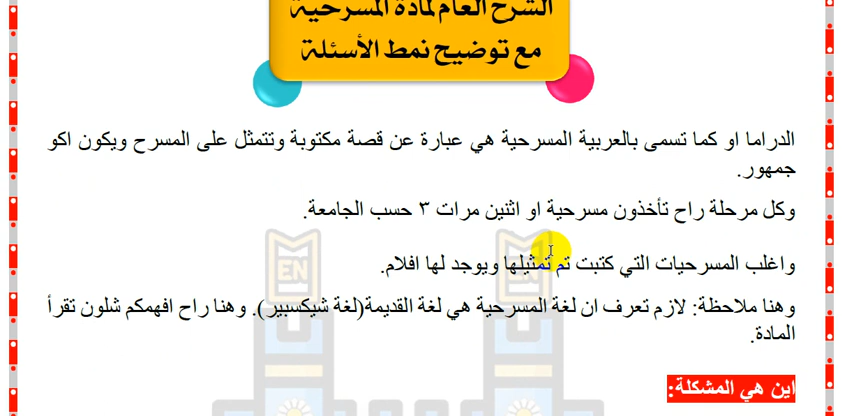 الشرح العام لمادة المسرحية
مع توضيح نمط الأسئلة
الدراما او كما تسمى بالعربية المسرحية هي عبارة عن قصة مكتوبة وتتمثل على المسرح ويكون اكو
جمهور.
وكل مرحلة راح تأخذون مسرحية او اثنين مرات ٣ حسب الجامعة.
واغلب المسرحيات التي كتبت تم تمثيلها ويوجد لها افلام.
وهنا ملاحظة: لازم تعرف ان لغة المسرحية هي لغة القديمة(لغة شيكسبير). وهنا راح افهمكم شلون تقرأ
المادة.
اين هي المشكلة:
EN
EN